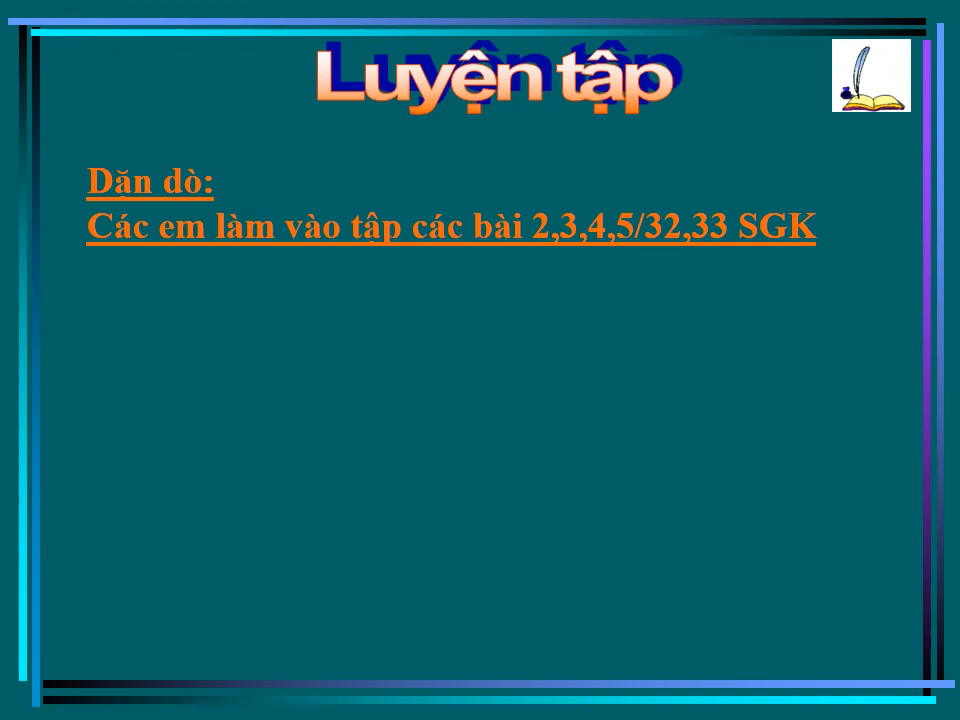 Luyện tập
Dặn dò:
Các em làm vào tập các bài 2,3,4,5/32,33 SGK